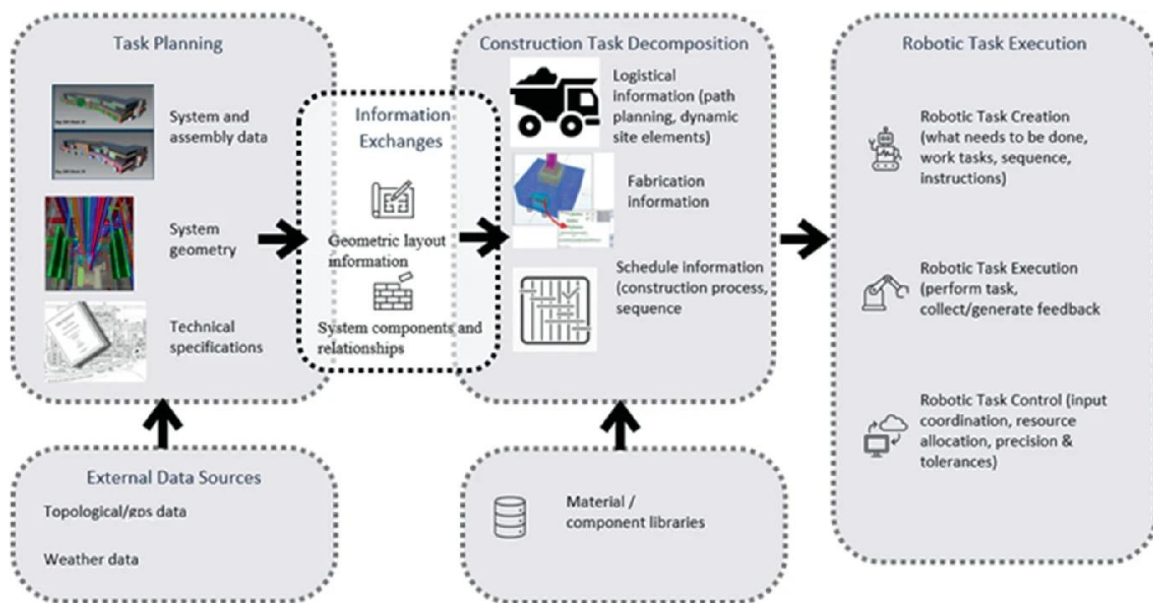 Task Planning
System and
assembly data
System
geometry
Technical
specifications
Information
Exchanges
Geometric layout
information
System components and
relationships
Construction Task Decomposition
Logistical
information (path
planning, dynamic
site elements)
Fabrication
information
Schedule information
(construction process,
sequence
Robotic Task Execution
Robotic Task Creation
(what needs to be done,
work tasks, sequence,
instructions)
Robotic Task Execution
(perform task,
collect/generate feedback
Robotic Task Control (input
coordination, resource
allocation, precision &
tolerances)
External Data Sources
Topological/gps data
Weather data
Material /
component libraries